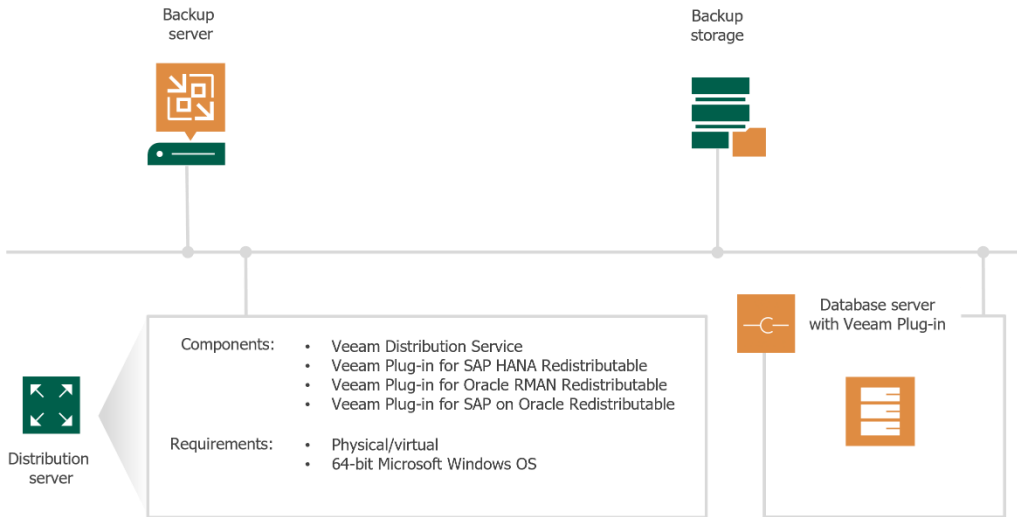 Backup
server
Backup
storage
Database server
with Veeam Plug-in
Components:
• Veeam Distribution Service
• Veeam Plug-in for SAP HANA Redistributable
• Veeam Plug-in for Oracle RMAN Redistributable
• Veeam Plug-in for SAP on Oracle Redistributable
Requirements:
• Physical/virtual
• 64-bit Microsoft Windows OS
Distribution
server